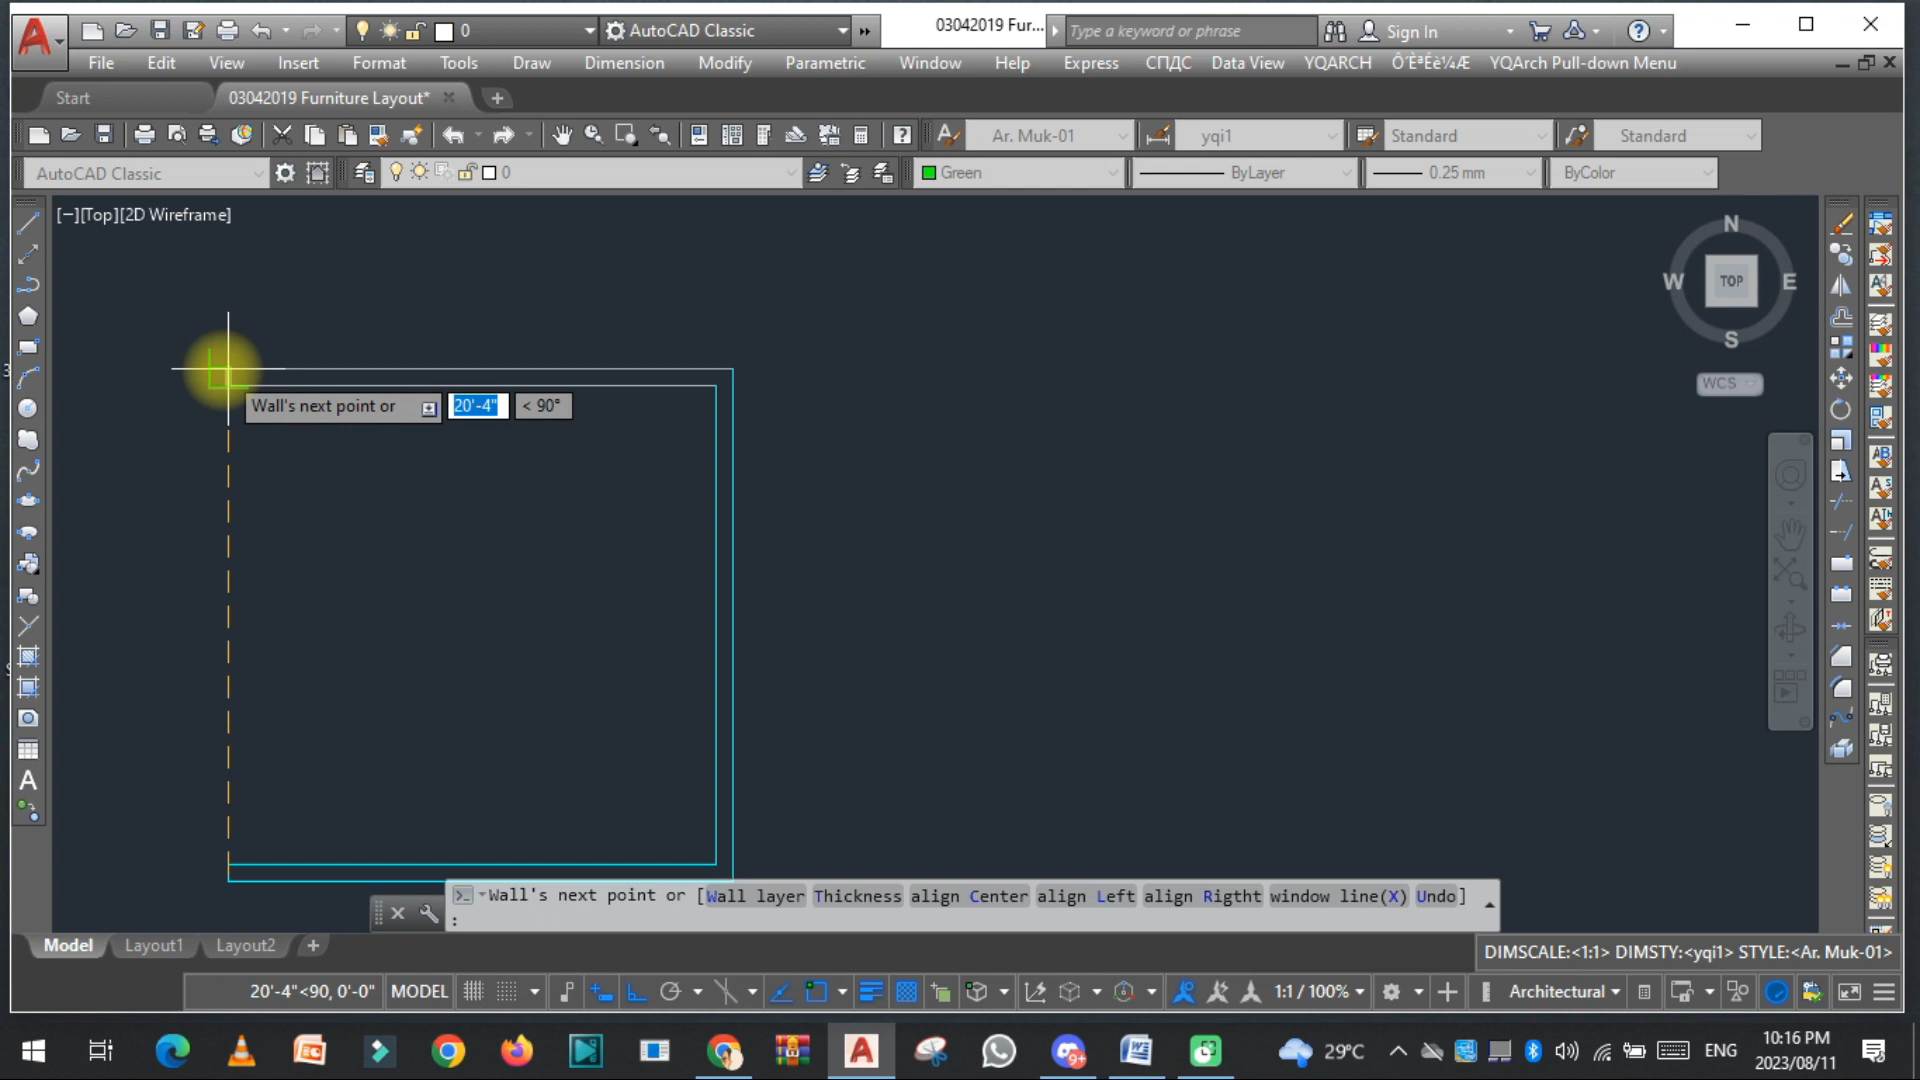 0
AutoCAD Classic
03042019 Fur...
Type a keyword or phrase
Sign In
File Edit View Insert Format Tools Draw Dimension Modify Parametric Window Help Express СПДС Data View YQARCH Ô´ÈªÉè¼Æ YQArch Pull-down Menu
Start
03042019 Furniture Layout*
Ar. Muk-01
yqi1
Standard
Standard
AutoCAD Classic
0
Green
ByLayer
0.25 mm
ByColor
[−][Top][2D Wireframe]
N
W TOP E
S
WCS
Wall's next point or 20'-4" < 90°
Wall's next point or [Wall layer Thickness align Center align Left align Rigtht window line(X) Undo]
:
Model Layout1 Layout2
DIMSCALE:<1:1> DIMSTY:<yqi1> STYLE:<Ar. Muk-01>
20'-4"<90, 0'-0" MODEL 1:1 / 100% Architectural
29°C
ENG
10:16 PM
2023/08/11